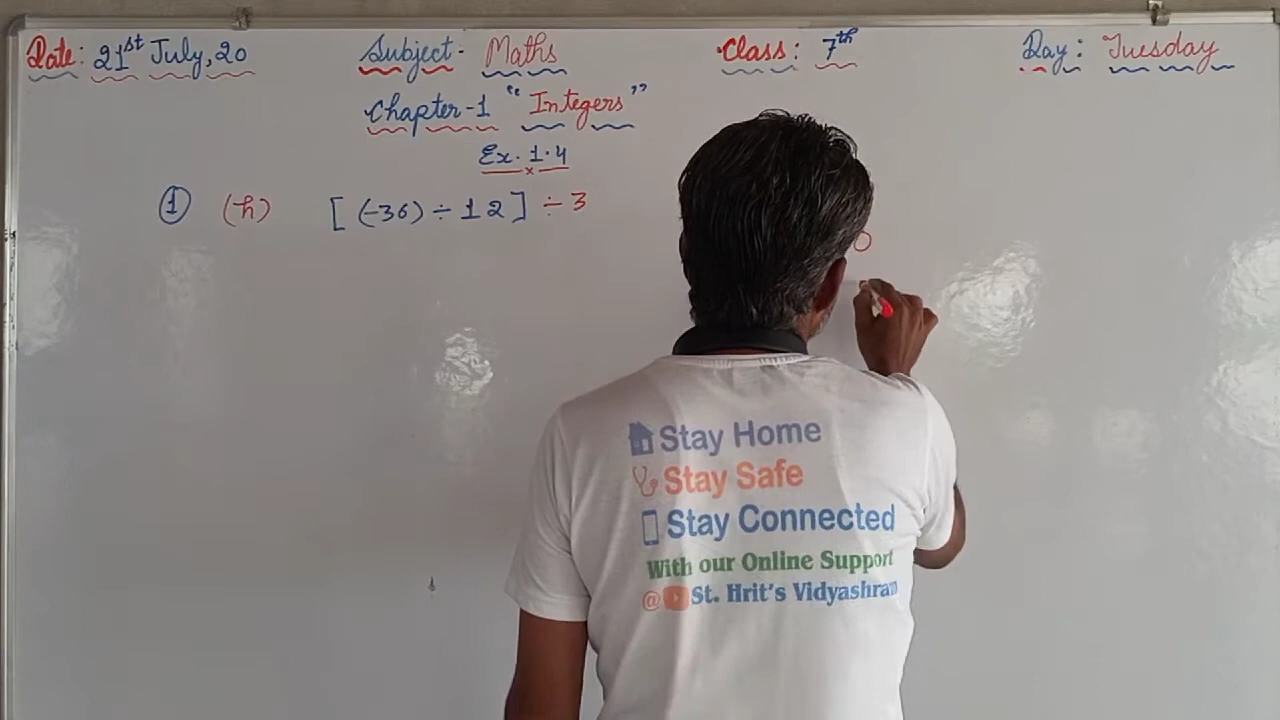 Date: 21st July, 20 Subject- Maths Class: 7th Day: Tuesday
Chapter-1 "Integers"
Ex. 1.4
1 (h) [(-36) ÷ 12] ÷ 3
Stay Home
Stay Safe
Stay Connected
With our Online Support
@ St. Hrit's Vidyashram